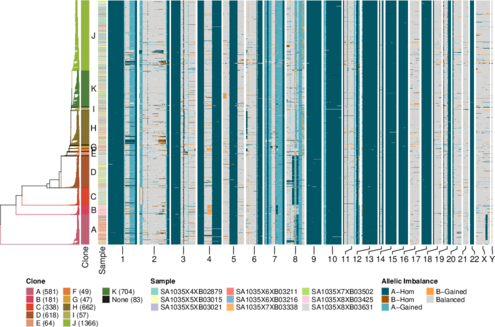 J
K
I
H
G
F
E
D
C
B
A
Clone
Sample
1 2 3 4 5 6 7 8 9 10 11 12 13 14 15 16 17 18 19 20 21 22 X Y
Clone Sample Allelic Imbalance
A (581) F (49) K (704) SA1035X4XB02879 SA1035X6XB03211 SA1035X7XB03502 A−Hom B−Gained
B (181) G (47) None (83) SA1035X5XB03015 SA1035X6XB03216 SA1035X8XB03425 B−Hom Balanced
C (338) H (662) SA1035X5XB03021 SA1035X7XB03338 SA1035X8XB03631 A−Gained
D (618) I (57)
E (64) J (1366)